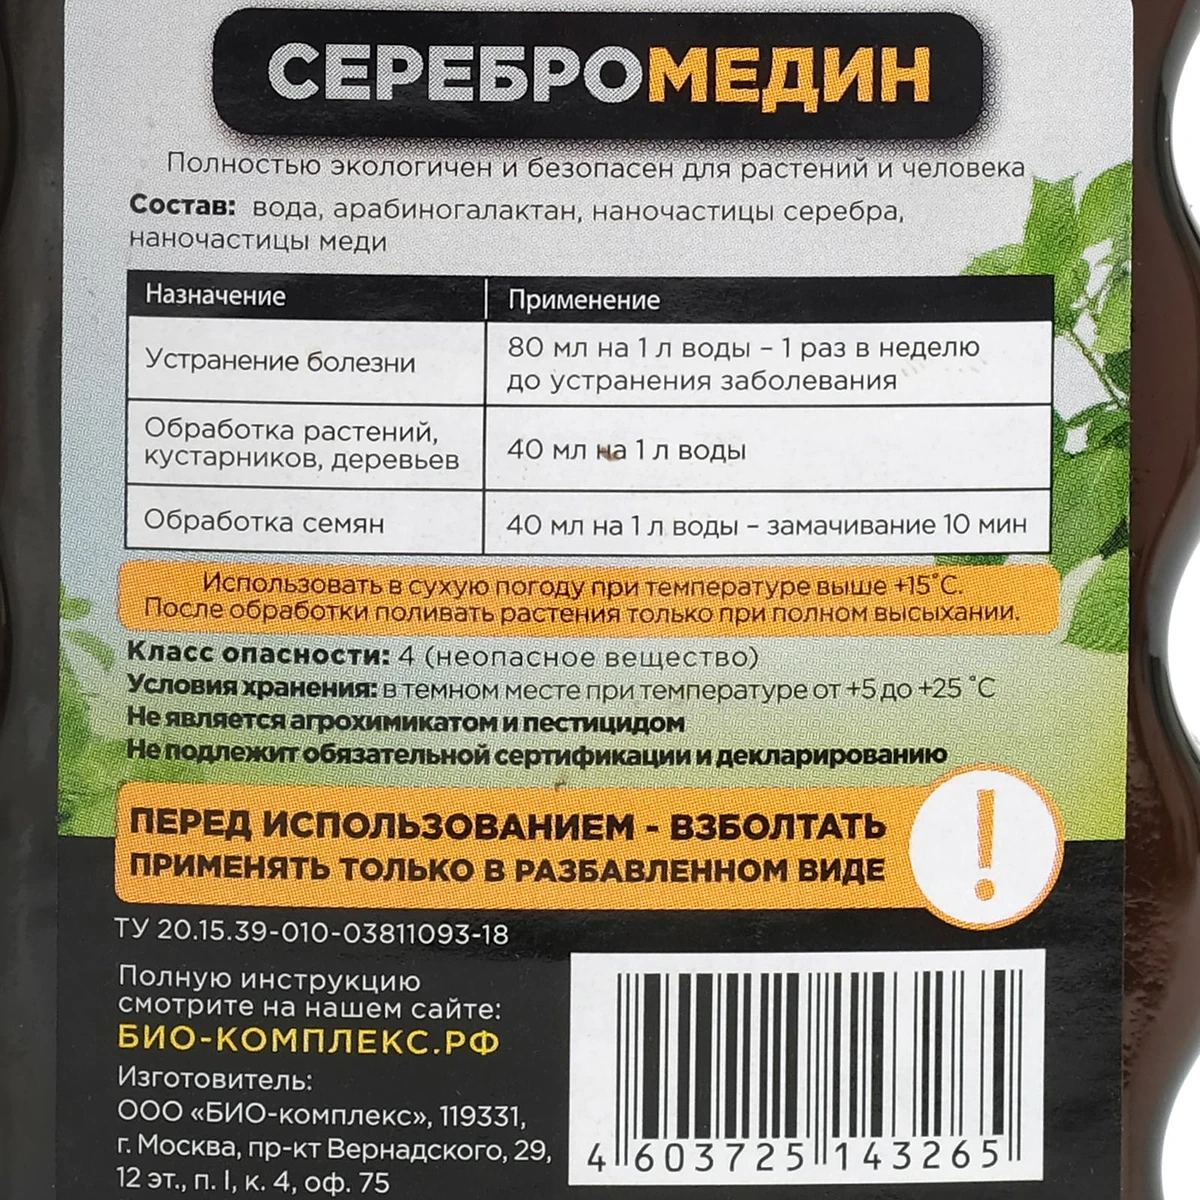 СЕРЕБРОМЕДИН
Полностью экологичен и безопасен для растений и человека
Состав: вода, арабиногалактан, наночастицы серебра,
наночастицы меди
Назначение Применение
Устранение болезни 80 мл на 1 л воды – 1 раз в неделю
до устранения заболевания
Обработка растений,
кустарников, деревьев 40 мл на 1 л воды
Обработка семян 40 мл на 1 л воды – замачивание 10 мин
Использовать в сухую погоду при температуре выше +15˚С.
После обработки поливать растения только при полном высыхании.
Класс опасности: 4 (неопасное вещество)
Условия хранения: в темном месте при температуре от +5 до +25 ˚С
Не является агрохимикатом и пестицидом
Не подлежит обязательной сертификации и декларированию
ПЕРЕД ИСПОЛЬЗОВАНИЕМ - ВЗБОЛТАТЬ
ПРИМЕНЯТЬ ТОЛЬКО В РАЗБАВЛЕННОМ ВИДЕ
!
ТУ 20.15.39-010-03811093-18
Полную инструкцию
смотрите на нашем сайте:
БИО-КОМПЛЕКС.РФ
Изготовитель:
ООО «БИО-комплекс», 119331,
г. Москва, пр-кт Вернадского, 29,
12 эт., п. I, к. 4, оф. 75
4 603725 143265